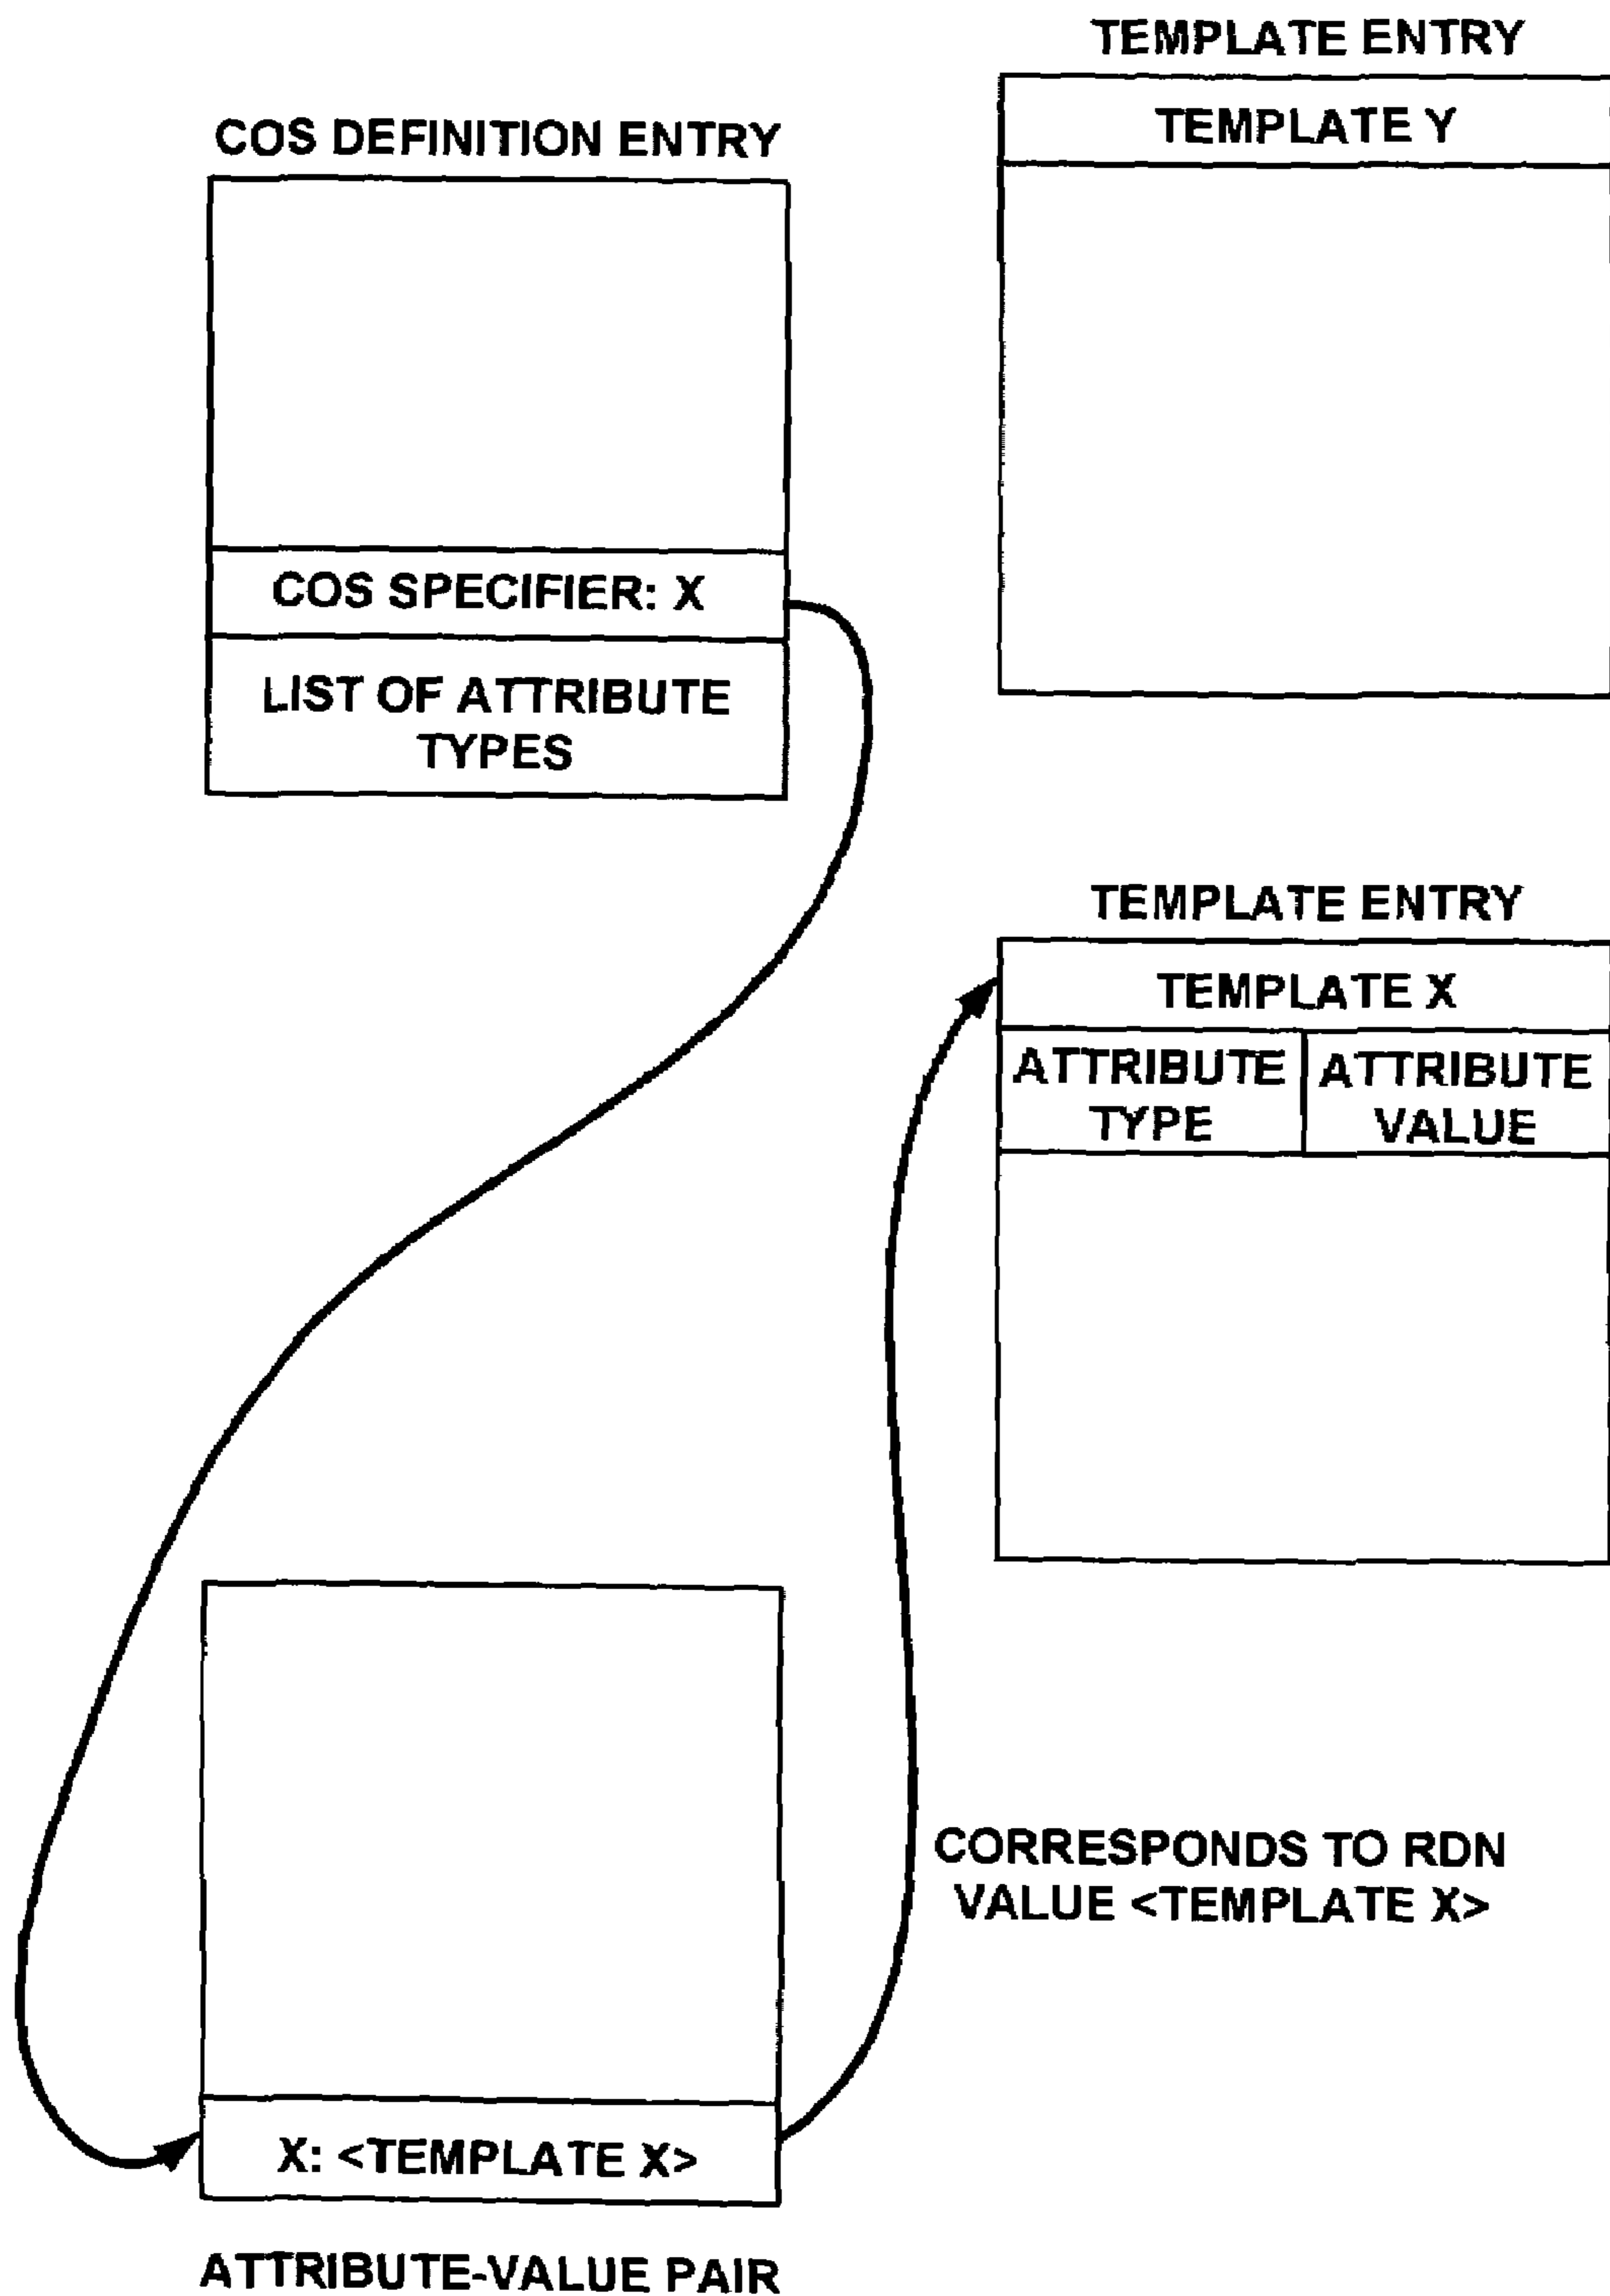 COS DEFINITION ENTRY
COS SPECIFIER: X
LIST OF ATTRIBUTE
TYPES
TEMPLATE ENTRY
TEMPLATE Y
TEMPLATE ENTRY
TEMPLATE X
ATTRIBUTE
TYPE
ATTRIBUTE
VALUE
CORRESPONDS TO RDN
VALUE <TEMPLATE X>
X: <TEMPLATE X>
ATTRIBUTE-VALUE PAIR